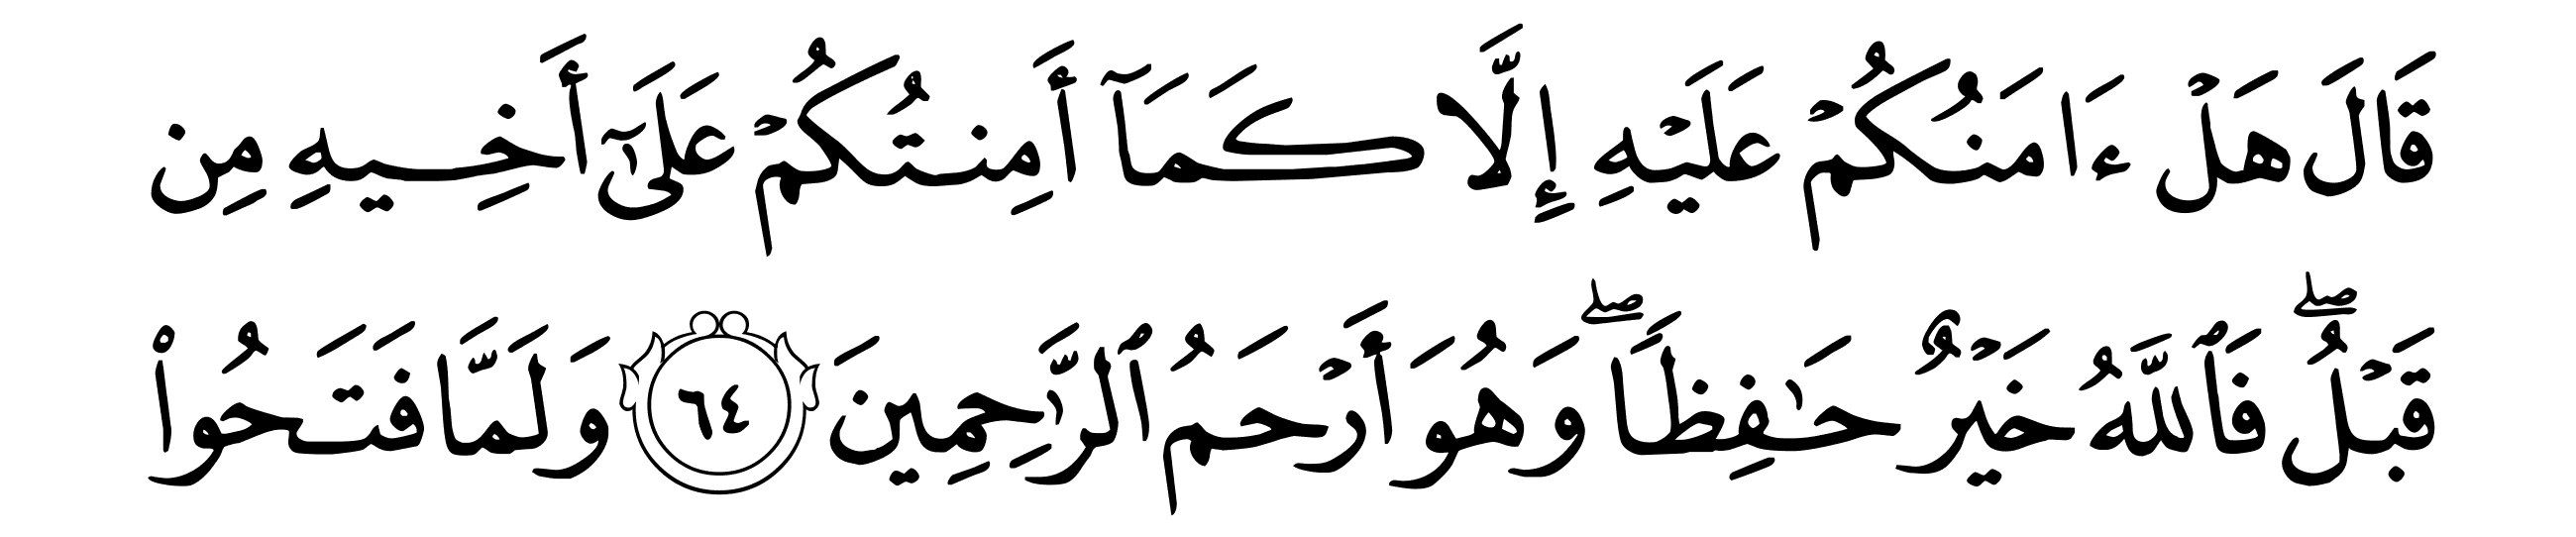 قَالَ هَلْ ءَامَنُكُمْ عَلَيْهِ إِلَّا كَمَآ أَمِنتُكُمْ عَلَىٰٓ أَخِيهِ مِن
قَبْلُ ۖ فَٱللَّهُ خَيْرٌ حَـٰفِظًا ۖ وَهُوَ أَرْحَمُ ٱلرَّٰحِمِينَ ٦٤ وَلَمَّا فَتَحُوا۟